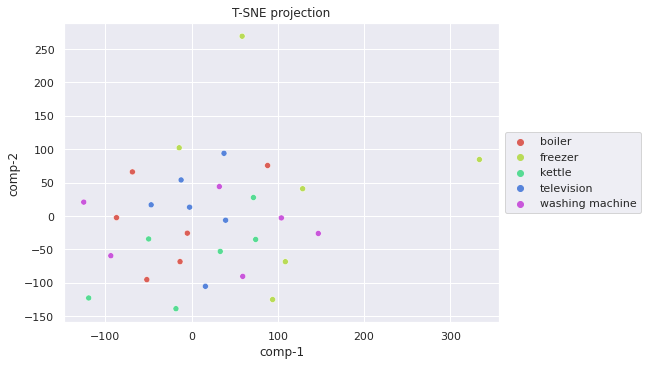 T-SNE projection
comp-2
250
200
150
100
50
0
−50
−100
−150
−100
0
100
200
300
comp-1
boiler
freezer
kettle
television
washing machine